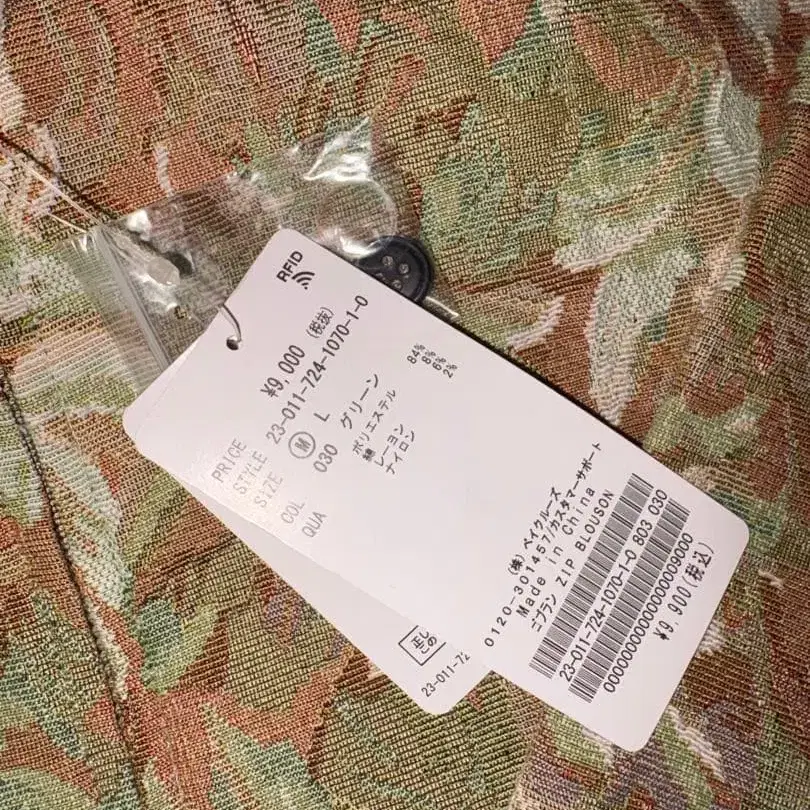 RFID
PRICE ¥9,000 (税抜)
STYLE 23-011-724-1070-1-0
SIZE M L
COL 030 グリーン
QUA ポリエステル 84%
綿 8%
レーヨン 6%
ナイロン 2%
(株) ベイクルーズ
0120-301457/カスタマーサポート
Made in China
ゴブラン ZIP BLOUSON
23-011-724-1070-1-0 803 030
¥9,900(税込)
23-011-72